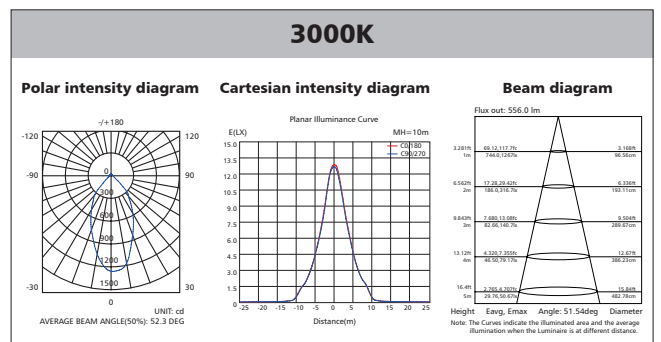 3000K
Polar intensity diagram
-/+180
-120
120
-90
90
0
300
600
900
1200
1500
-30
30
0
UNIT: cd
AVERAGE BEAM ANGLE(50%): 52.3 DEG
Cartesian intensity diagram
Planar Illuminance Curve
E(LX)
MH=10m
C0/180
C90/270
15.0
13.5
12.0
10.5
9.0
7.5
6.0
4.5
3.0
1.5
0
-25 -20 -15 -10 -5 0 5 10 15 20 25
Distance(m)
Beam diagram
Flux out: 556.0 lm
3.281ft 69.12,117.7fc 3.168ft
1m 744.0,1267lx 96.56cm
6.562ft 17.28,29.42fc 6.336ft
2m 186.0,316.7lx 193.11cm
9.843ft 7.680,13.08fc 9.504ft
3m 82.66,140.7lx 289.67cm
13.12ft 4.320,7.355fc 12.67ft
4m 46.50,79.17lx 386.23cm
16.4ft 2.765,4.707fc 15.84ft
5m 29.76,50.67lx 482.78cm
Height Eavg, Emax Angle: 51.54deg Diameter
Note: The Curves indicate the illuminated area and the average
illumination when the Luminaire is at different distance.